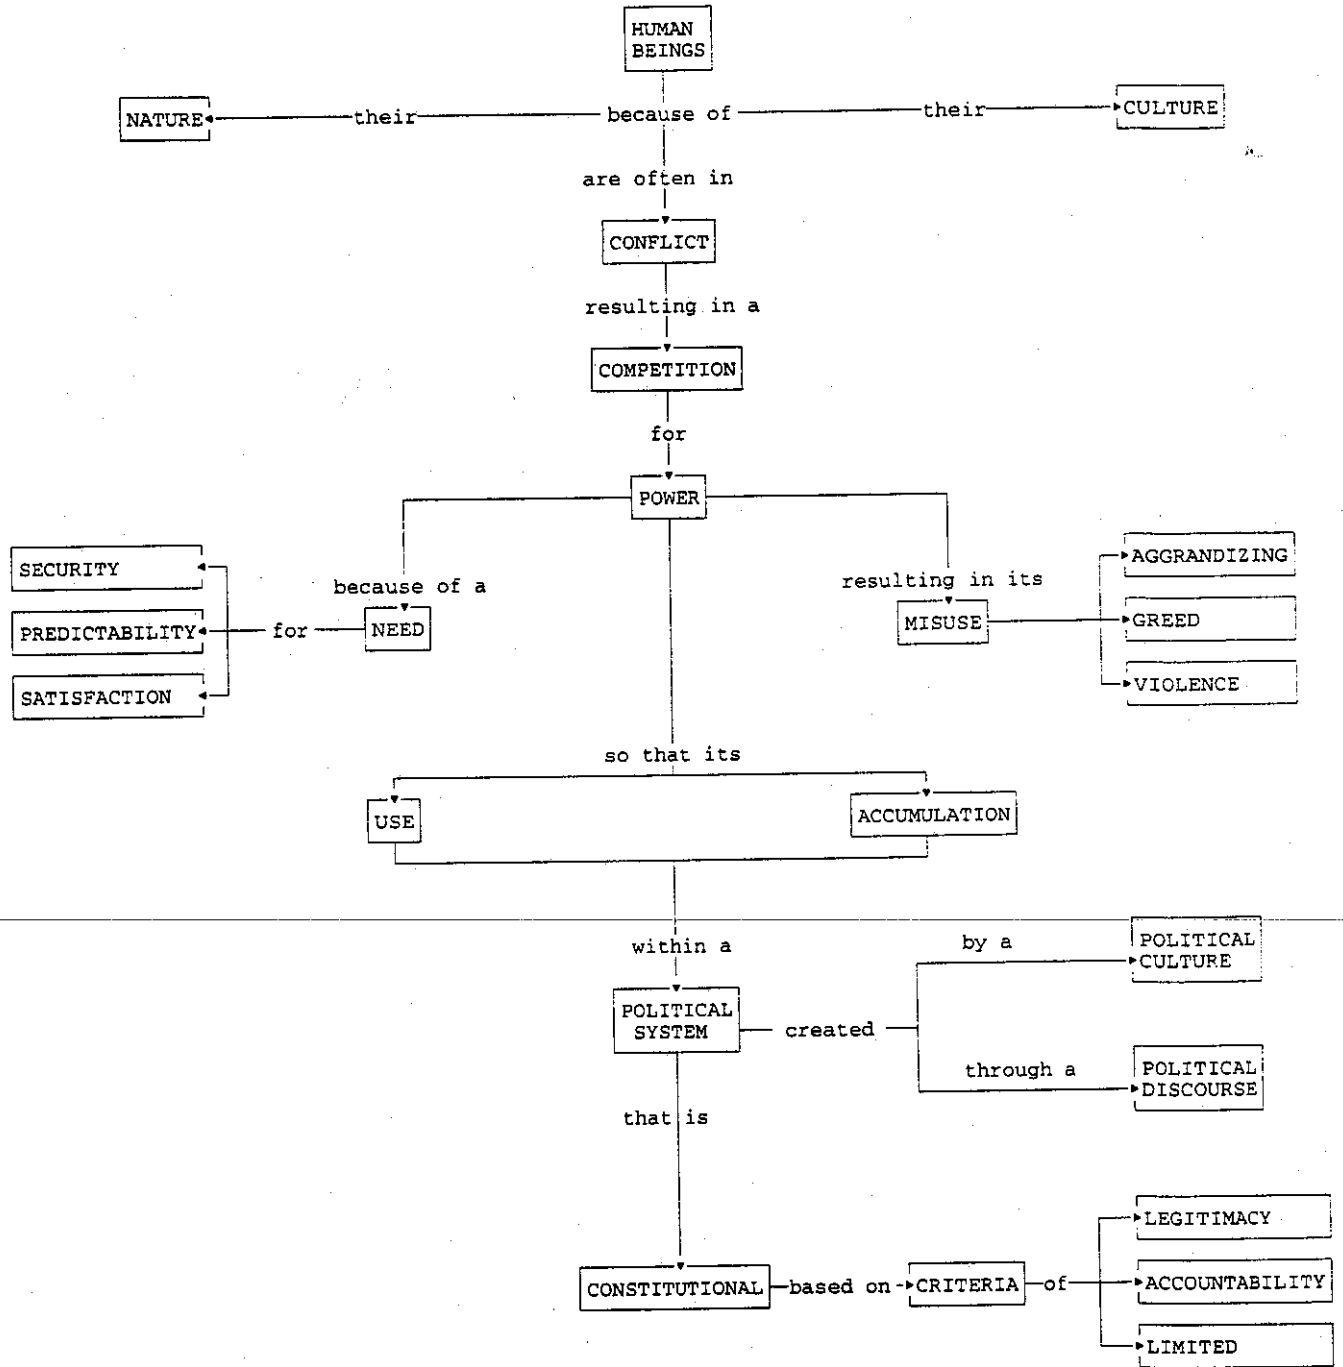 HUMAN
BEINGS
NATURE their because of their CULTURE
are often in
CONFLICT
resulting in a
COMPETITION
for
POWER
SECURITY
because of a
PREDICTABILITY for NEED
SATISFACTION
resulting in its
MISUSE
AGGRANDIZING
GREED
VIOLENCE
so that its
USE
ACCUMULATION
within a
POLITICAL
SYSTEM
created
by a
POLITICAL
CULTURE
through a
POLITICAL
DISCOURSE
that is
CONSTITUTIONAL based on CRITERIA of
LEGITIMACY
ACCOUNTABILITY
LIMITED